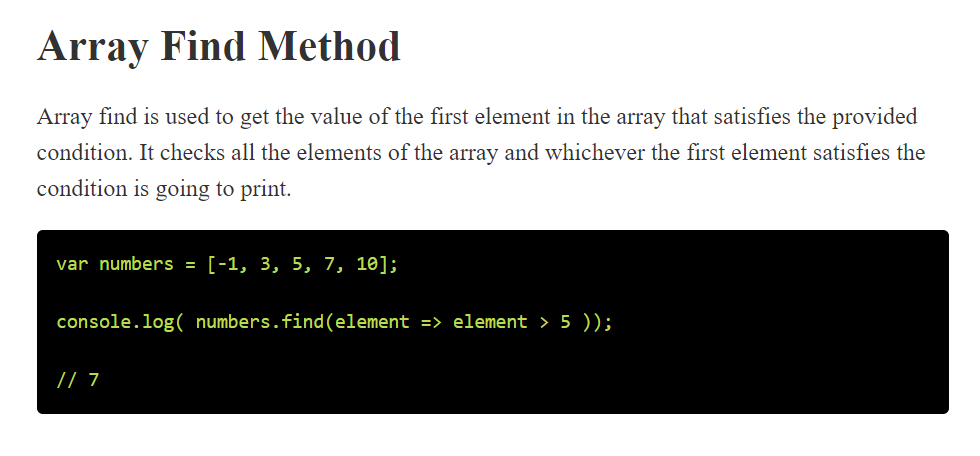 Array Find Method
Array find is used to get the value of the first element in the array that satisfies the provided
condition. It checks all the elements of the array and whichever the first element satisfies the
condition is going to print.
var numbers = [-1, 3, 5, 7, 10];
console.log( numbers.find(element => element > 5 ));
// 7